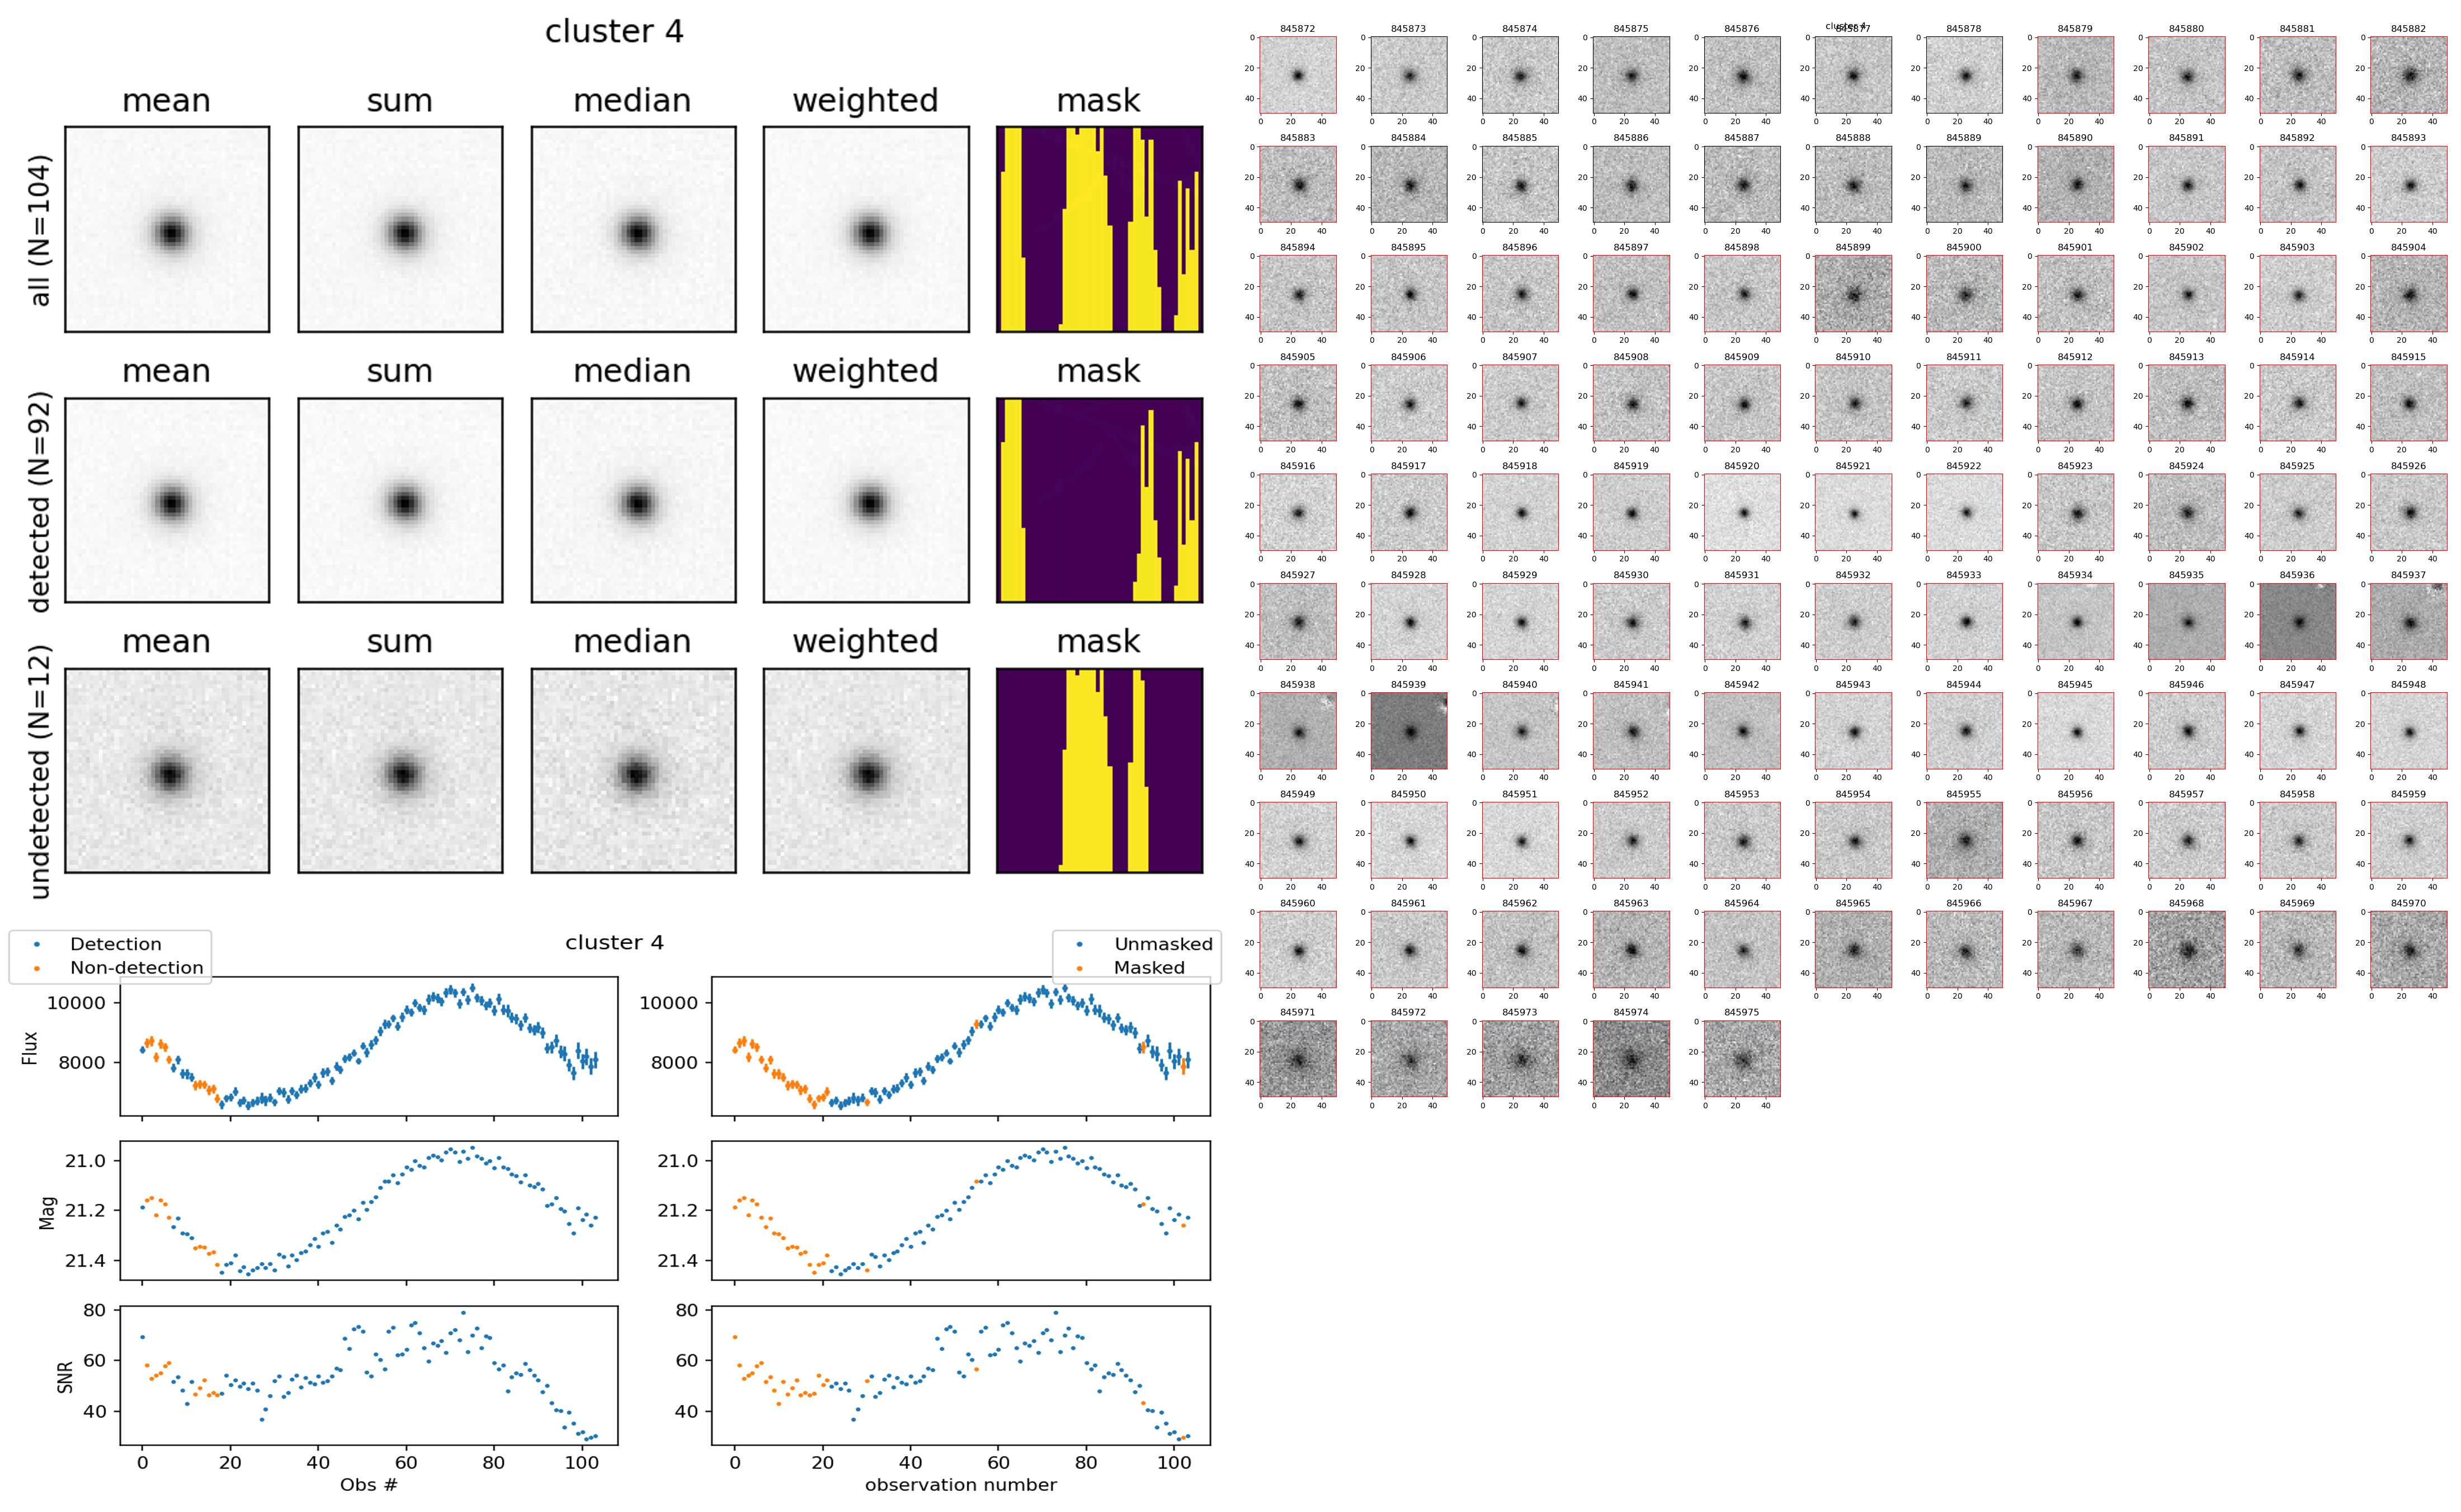 cluster 4
mean sum median weighted mask
all (N=104)
mean sum median weighted mask
detected (N=92)
mean sum median weighted mask
undetected (N=12)
Detection
Non-detection
cluster 4
Unmasked
Masked
10000
8000
Flux
10000
8000
21.0
21.2
21.4
Mag
21.0
21.2
21.4
80
60
40
SNR
80
60
40
0 20 40 60 80 100
Obs #
0 20 40 60 80 100
observation number
cluster 4
845872 845873 845874 845875 845876 845877 845878 845879 845880 845881 845882
845883 845884 845885 845886 845887 845888 845889 845890 845891 845892 845893
845894 845895 845896 845897 845898 845899 845900 845901 845902 845903 845904
845905 845906 845907 845908 845909 845910 845911 845912 845913 845914 845915
845916 845917 845918 845919 845920 845921 845922 845923 845924 845925 845926
845927 845928 845929 845930 845931 845932 845933 845934 845935 845936 845937
845938 845939 845940 845941 845942 845943 845944 845945 845946 845947 845948
845949 845950 845951 845952 845953 845954 845955 845956 845957 845958 845959
845960 845961 845962 845963 845964 845965 845966 845967 845968 845969 845970
845971 845972 845973 845974 845975